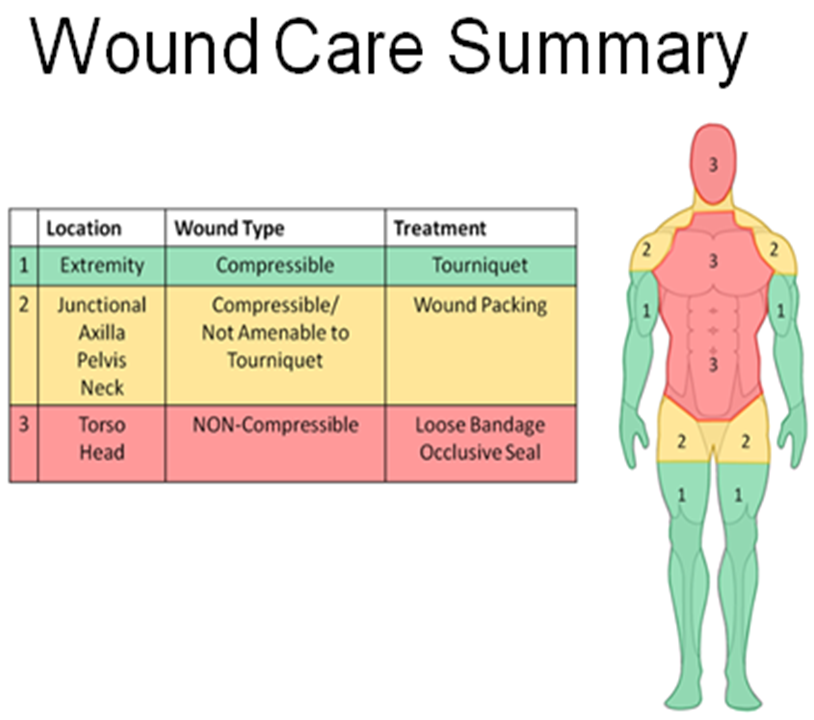 Wound Care Summary
Location Wound Type Treatment
1 Extremity Compressible Tourniquet
2 Junctional Compressible/ Wound Packing
Axilla Not Amenable to
Pelvis Tourniquet
Neck
3 Torso NON-Compressible Loose Bandage
Head Occlusive Seal
3
2 3 2
1 1
3
2 2
1 1